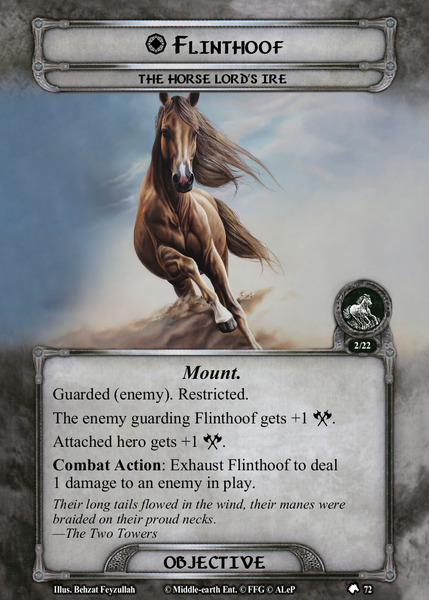 Flinthoof
The Horse Lord's Ire
2/22
Mount.
Guarded (enemy). Restricted.
The enemy guarding Flinthoof gets +1 .
Attached hero gets +1 .
Combat Action: Exhaust Flinthoof to deal
1 damage to an enemy in play.
Their long tails flowed in the wind, their manes were
braided on their proud necks.
—The Two Towers
Objective
Illus. Behzat Feyzullah © Middle-earth Ent. © FFG © ALeP 72